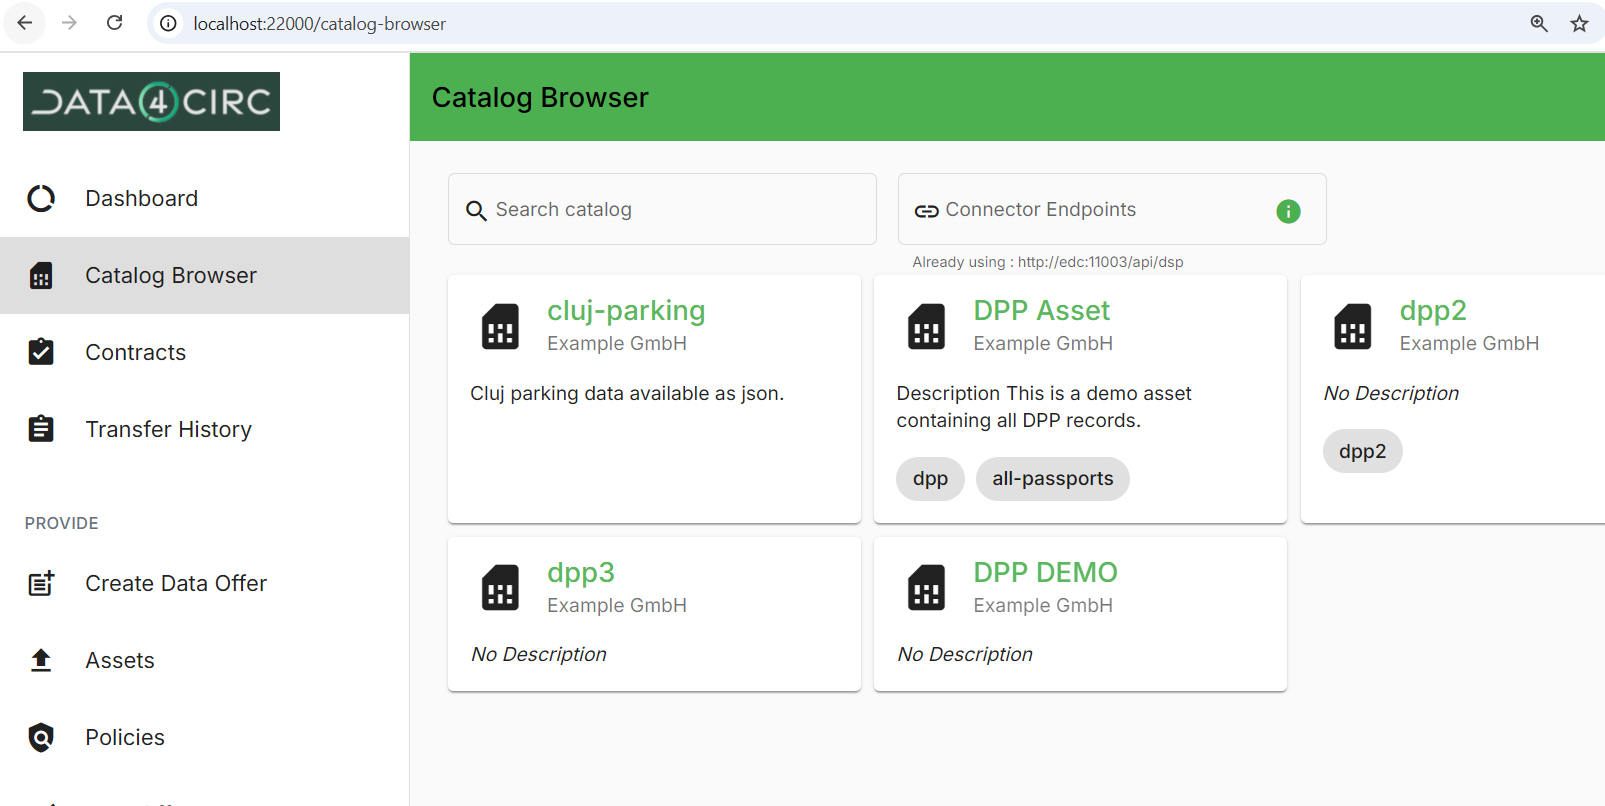 localhost:22000/catalog-browser
DATA4CIRC
Dashboard
Catalog Browser
Contracts
Transfer History
PROVIDE
Create Data Offer
Assets
Policies
Catalog Browser
Search catalog
Connector Endpoints
Already using : http://edc:11003/api/dsp
cluj-parking
Example GmbH
Cluj parking data available as json.
DPP Asset
Example GmbH
Description This is a demo asset
containing all DPP records.
dpp
all-passports
dpp2
Example GmbH
No Description
dpp2
dpp3
Example GmbH
No Description
DPP DEMO
Example GmbH
No Description